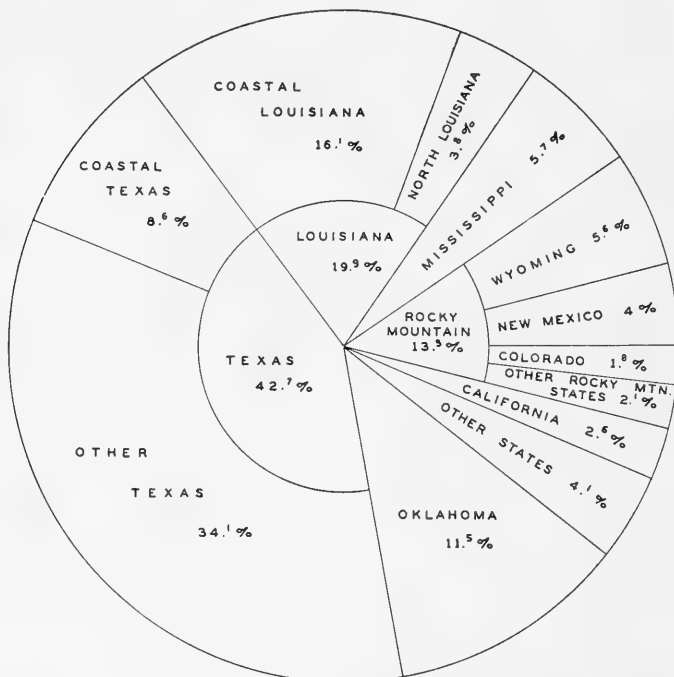 COASTAL
LOUISIANA
16.1%
NORTH LOUISIANA
3.8%
MISSISSIPPI 5.7%
COASTAL
TEXAS
8.6%
LOUISIANA
19.9%
WYOMING 5.6%
ROCKY
MOUNTAIN
13.5%
NEW MEXICO 4%
COLORADO 1.8%
OTHER ROCKY MTN.
STATES 2.1%
CALIFORNIA 2.6%
OTHER STATES 4.1%
TEXAS
42.7%
OTHER
TEXAS
34.1%
OKLAHOMA
11.5%